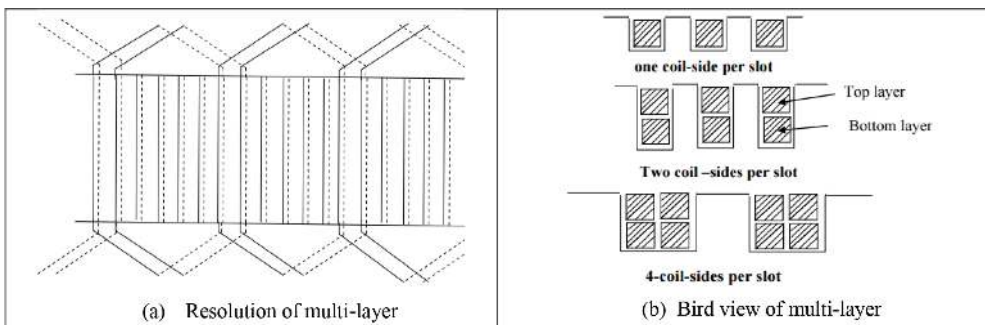 one coil-side per slot
Top layer
Bottom layer
Two coil –sides per slot
4-coil-sides per slot
(a) Resolution of multi-layer
(b) Bird view of multi-layer